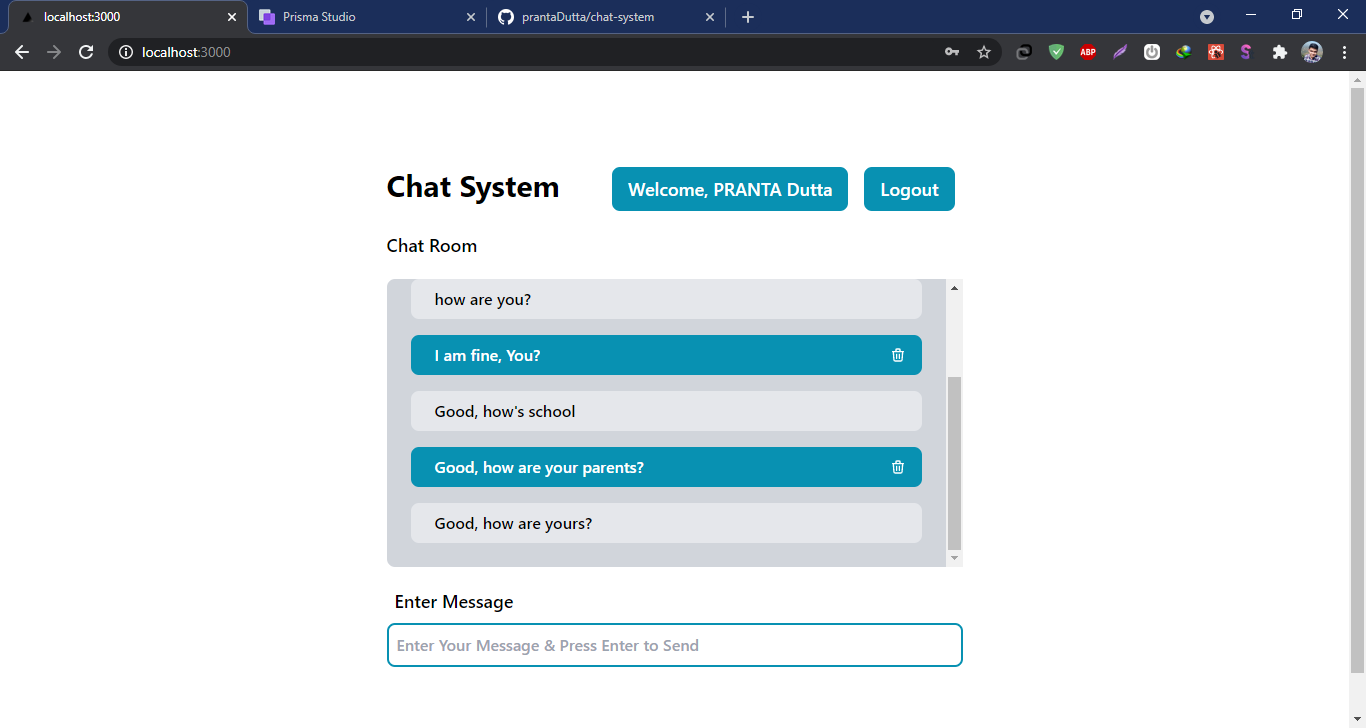 localhost:3000
Prisma Studio
prantaDutta/chat-system
localhost:3000
ABP
Chat System
Welcome, PRANTA Dutta
Logout
Chat Room
how are you?
I am fine, You?
Good, how's school
Good, how are your parents?
Good, how are yours?
Enter Message
Enter Your Message & Press Enter to Send